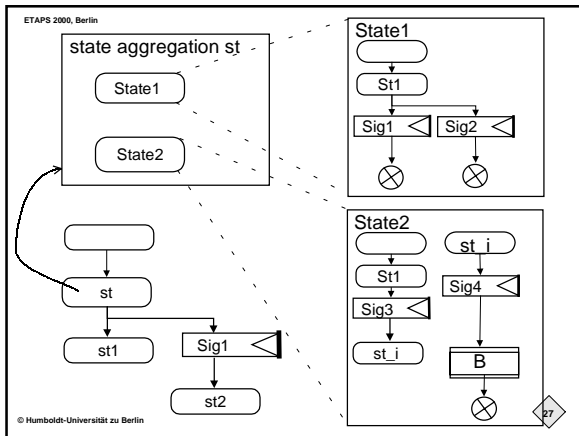 ETAPS 2000, Berlin
state aggregation st
State1
State2
st
st1
Sig1
st2
State1
St1
Sig1
Sig2
State2
St1
Sig3
st_i
st_i
Sig4
B
© Humboldt-Universität zu Berlin
27